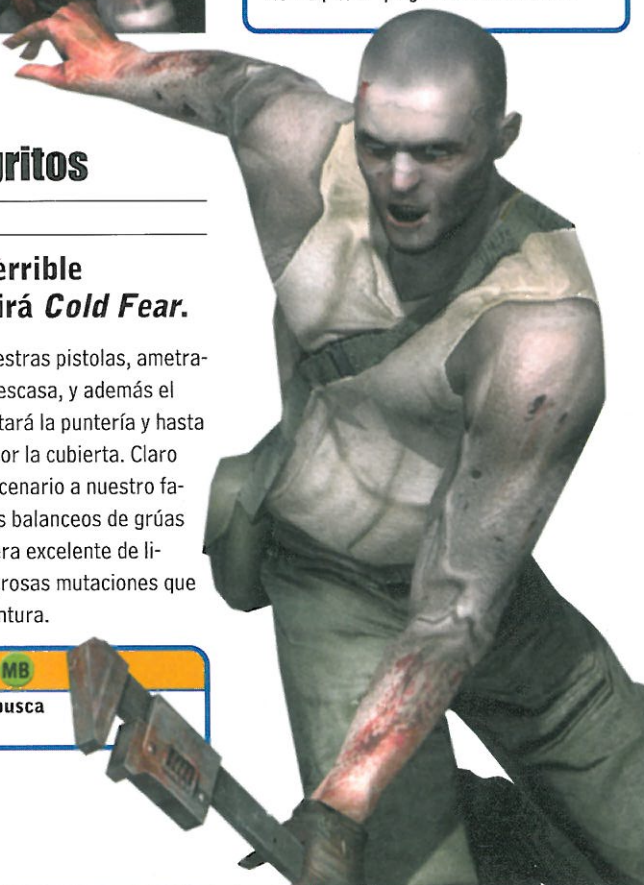 gritos
errible
irá Cold Fear.
estras pistolas, ametra-
escasa, y además el
tará la puntería y hasta
or la cubierta. Claro
cenario a nuestro fa-
s balanceos de grúas
era excelente de li-
rosas mutaciones que
ntura.
MB
busca